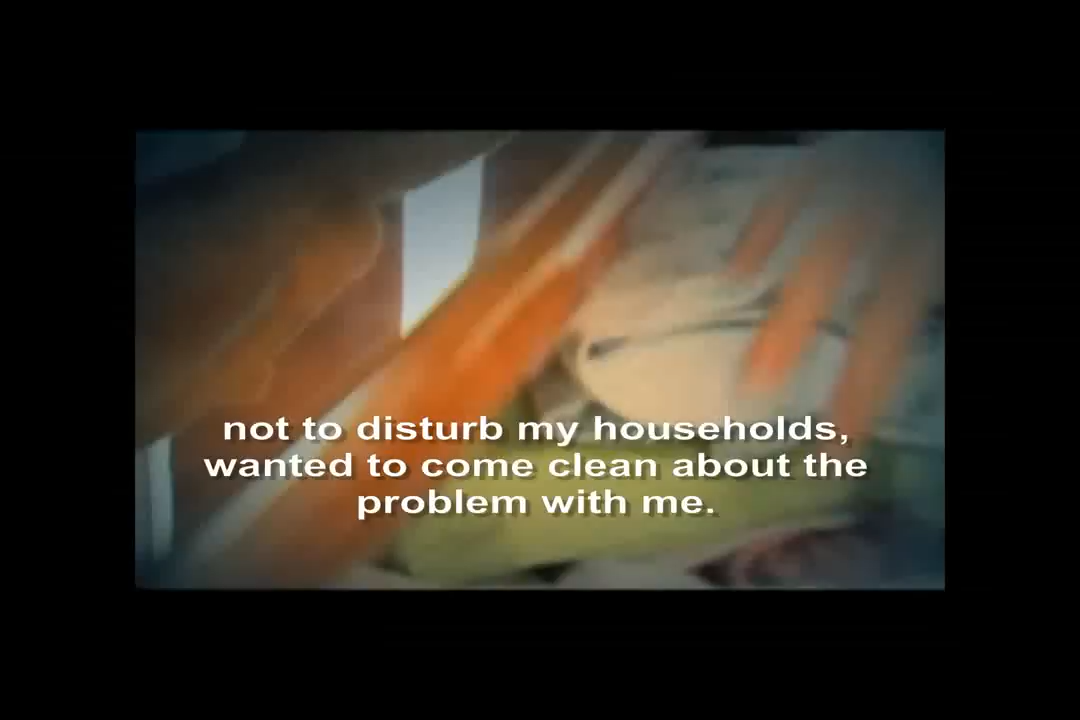 not to disturb my households,
wanted to come clean about the
problem with me.